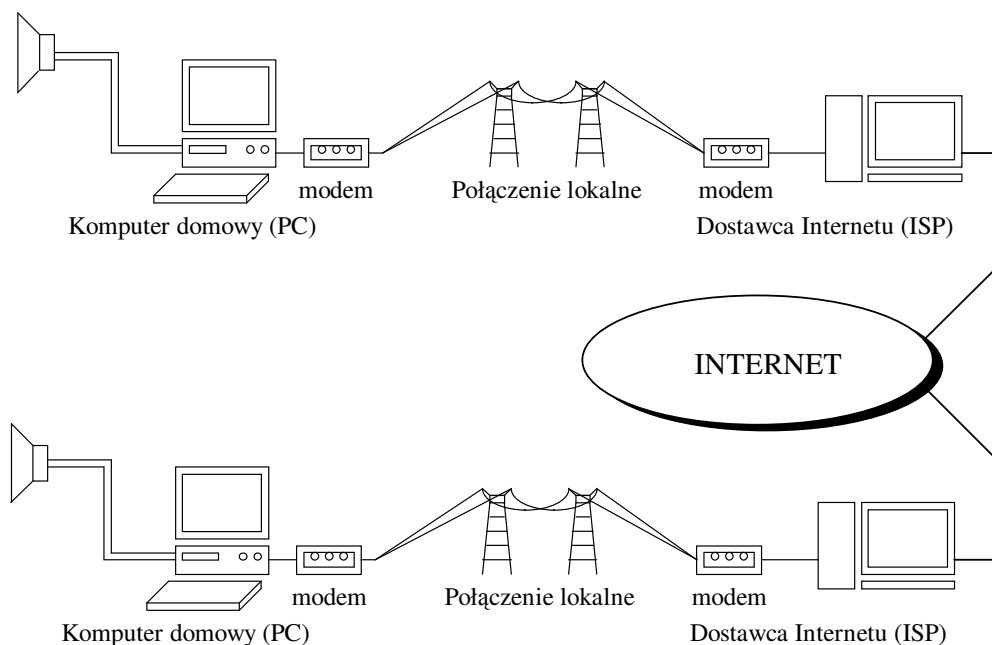 modem
Połączenie lokalne
modem
Komputer domowy (PC)
Dostawca Internetu (ISP)
INTERNET
modem
Połączenie lokalne
modem
Komputer domowy (PC)
Dostawca Internetu (ISP)